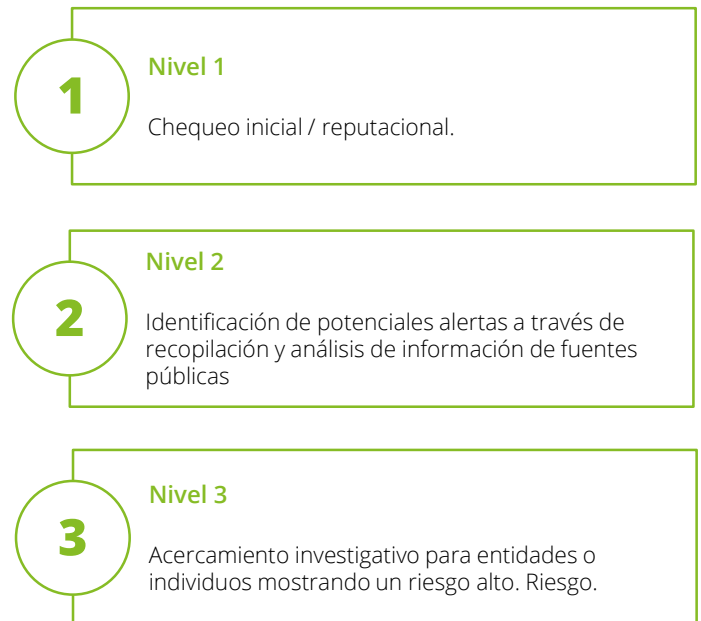 1
Nivel 1
Chequeo inicial / reputacional.
2
Nivel 2
Identificación de potenciales alertas a través de
recopilación y análisis de información de fuentes
públicas
3
Nivel 3
Acercamiento investigativo para entidades o
individuos mostrando un riesgo alto. Riesgo.